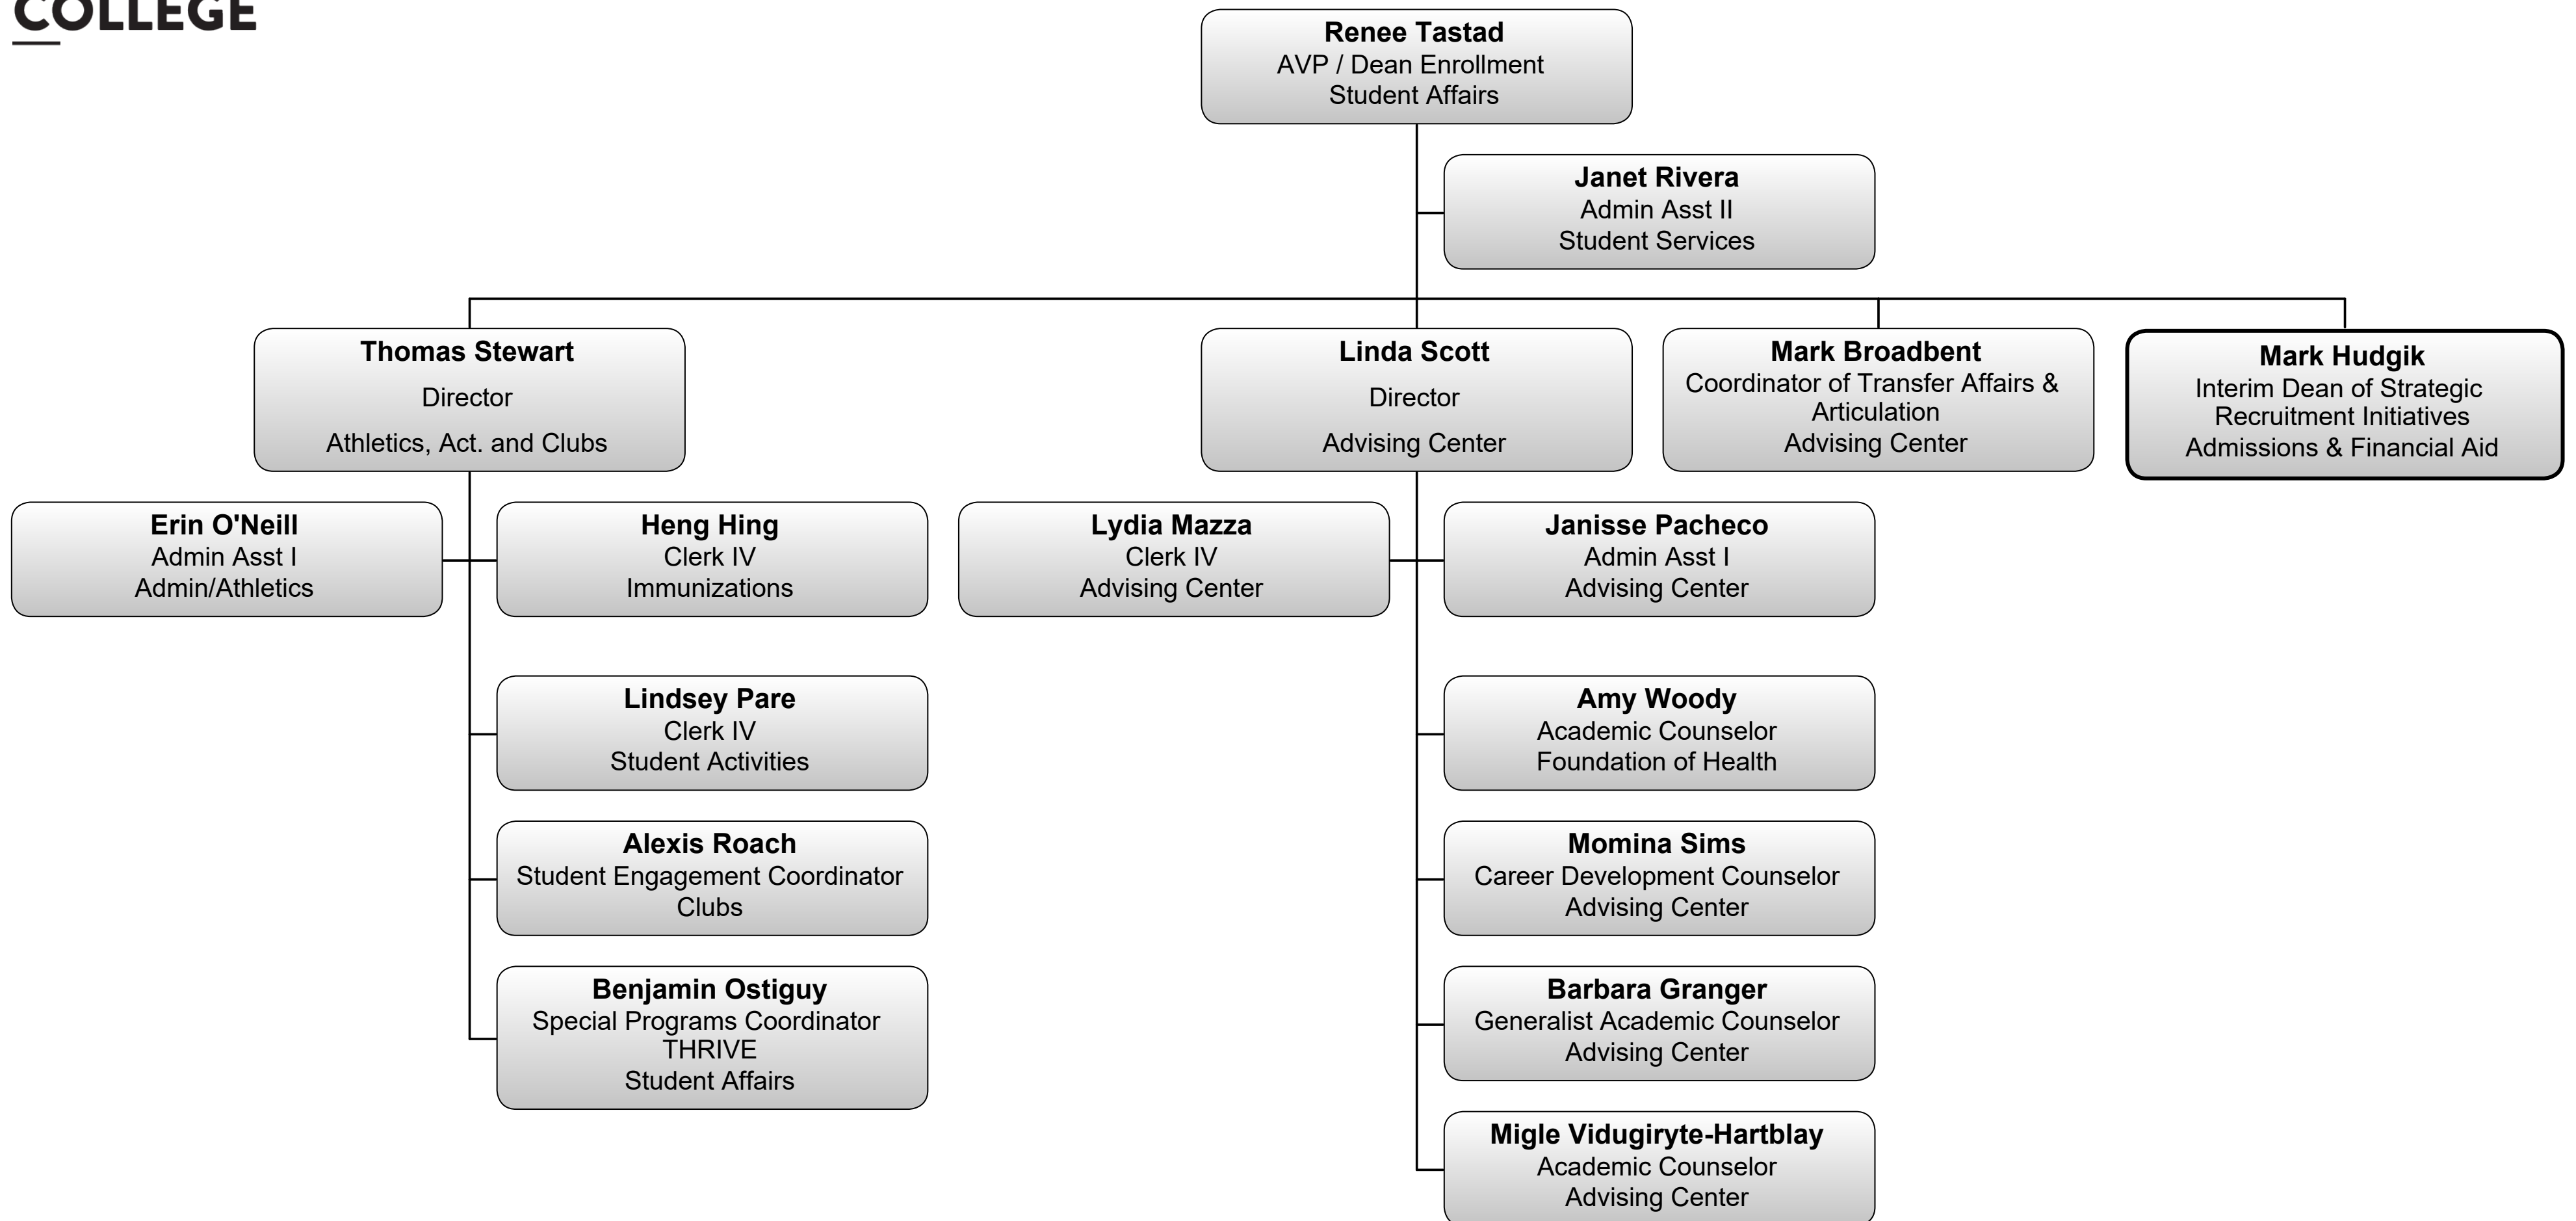 COLLEGE
Renee Tastad
AVP / Dean Enrollment
Student Affairs
Janet Rivera
Admin Asst II
Student Services
Thomas Stewart
Director
Athletics, Act. and Clubs
Linda Scott
Director
Advising Center
Mark Broadbent
Coordinator of Transfer Affairs &
Articulation
Advising Center
Mark Hudgik
Interim Dean of Strategic
Recruitment Initiatives
Admissions & Financial Aid
Erin O'Neill
Admin Asst I
Admin/Athletics
Heng Hing
Clerk IV
Immunizations
Lydia Mazza
Clerk IV
Advising Center
Janisse Pacheco
Admin Asst I
Advising Center
Lindsey Pare
Clerk IV
Student Activities
Amy Woody
Academic Counselor
Foundation of Health
Alexis Roach
Student Engagement Coordinator
Clubs
Momina Sims
Career Development Counselor
Advising Center
Benjamin Ostiguy
Special Programs Coordinator
THRIVE
Student Affairs
Barbara Granger
Generalist Academic Counselor
Advising Center
Migle Vidugiryte-Hartblay
Academic Counselor
Advising Center